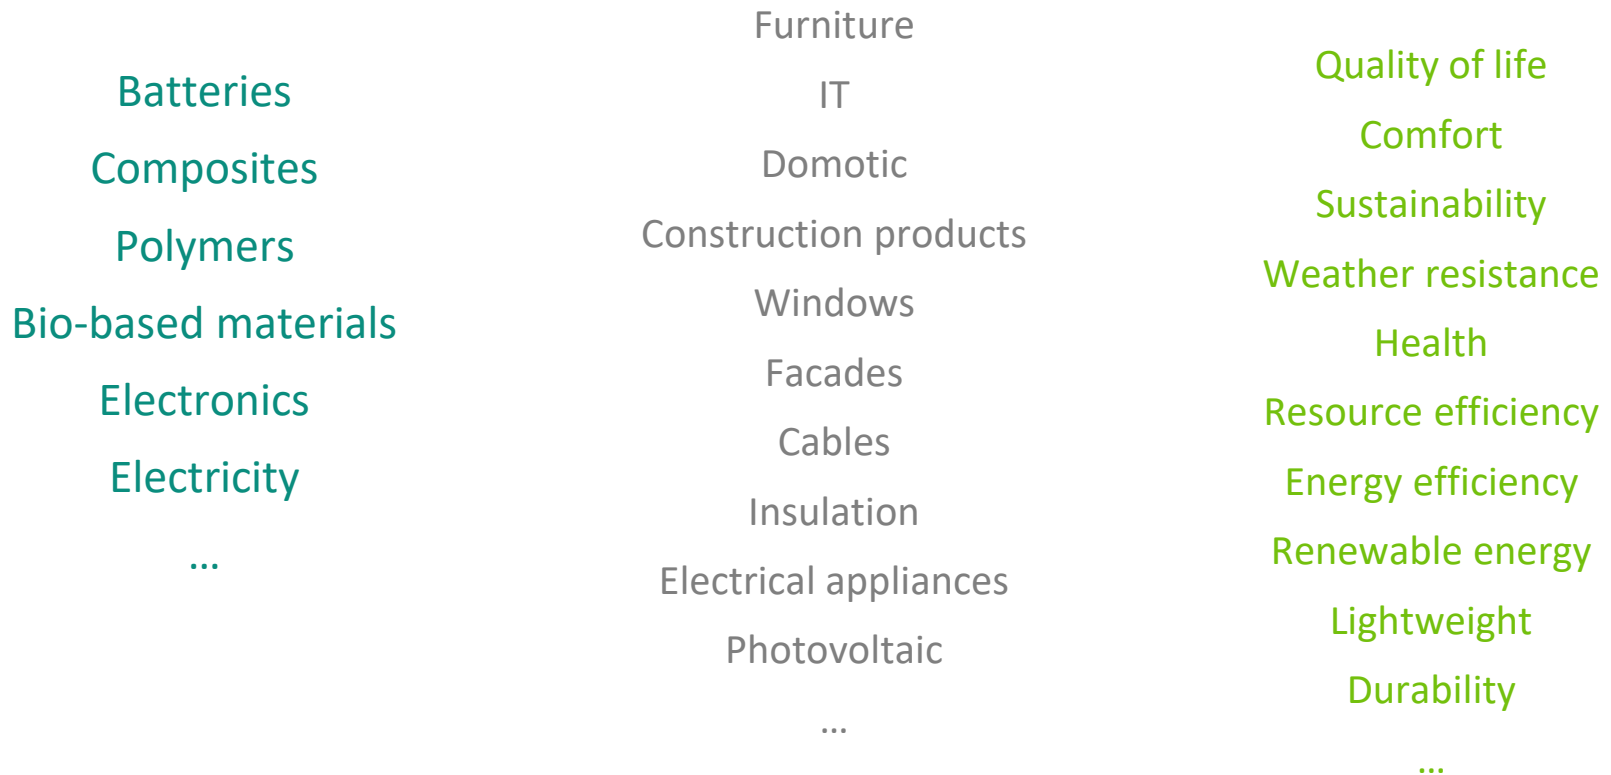 Batteries
Composites
Polymers
Bio-based materials
Electronics
Electricity
...
Furniture
IT
Domotic
Construction products
Windows
Facades
Cables
Insulation
Electrical appliances
Photovoltaic
...
Quality of life
Comfort
Sustainability
Weather resistance
Health
Resource efficiency
Energy efficiency
Renewable energy
Lightweight
Durability
...